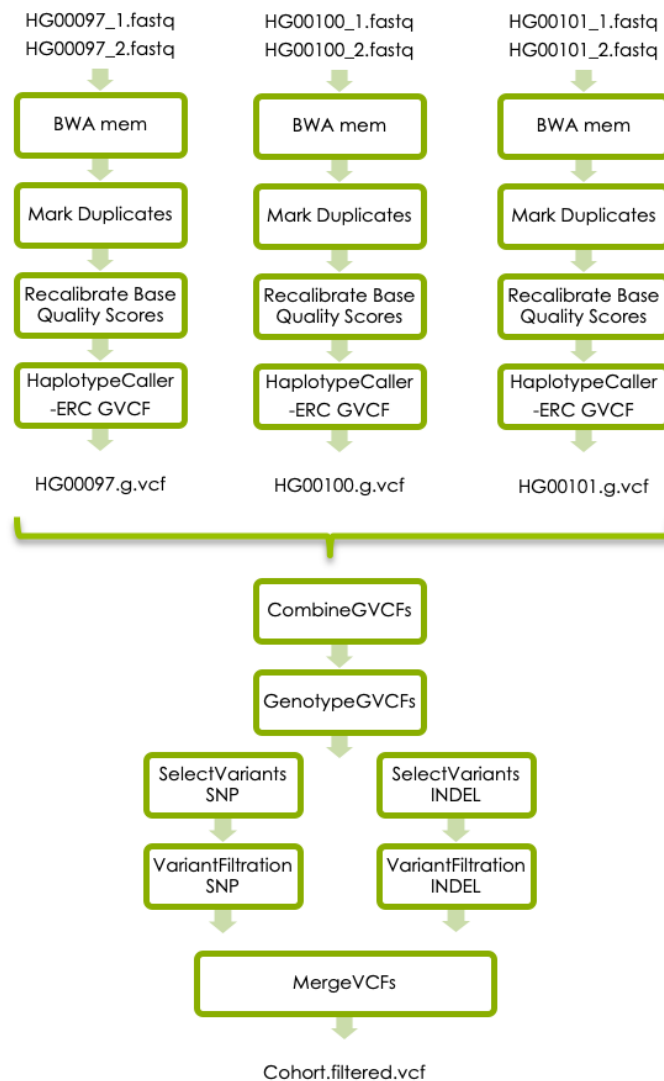 HG00097_1.fastq
HG00097_2.fastq
HG00100_1.fastq
HG00100_2.fastq
HG00101_1.fastq
HG00101_2.fastq
BWA mem
BWA mem
BWA mem
Mark Duplicates
Mark Duplicates
Mark Duplicates
Recalibrate Base
Quality Scores
Recalibrate Base
Quality Scores
Recalibrate Base
Quality Scores
HaplotypeCaller
-ERC GVCF
HaplotypeCaller
-ERC GVCF
HaplotypeCaller
-ERC GVCF
HG00097.g.vcf
HG00100.g.vcf
HG00101.g.vcf
CombineGVCFs
GenotypeGVCFs
SelectVariants
SNP
SelectVariants
INDEL
VariantFiltration
SNP
VariantFiltration
INDEL
MergeVCFs
Cohort.filtered.vcf